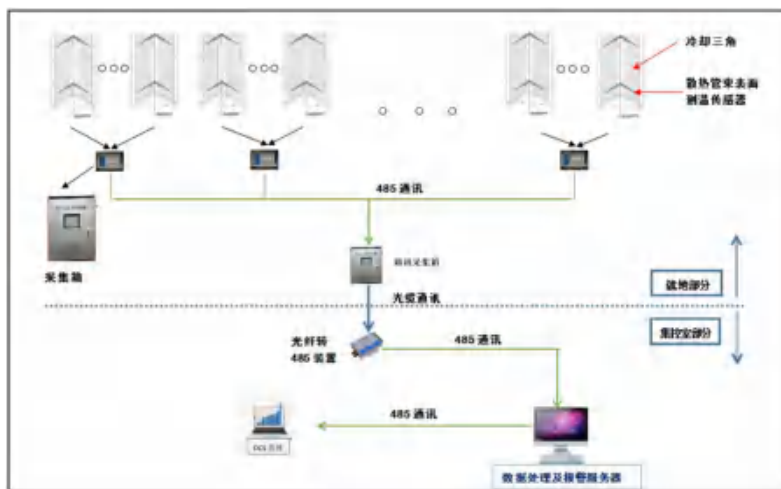 冷却三角
散热管束表面
测温传感器
485 通讯
采集箱
就地部分
光缆通讯
集控室部分
光纤转
485 装置
485 通讯
485 通讯
数据处理及报警服务器